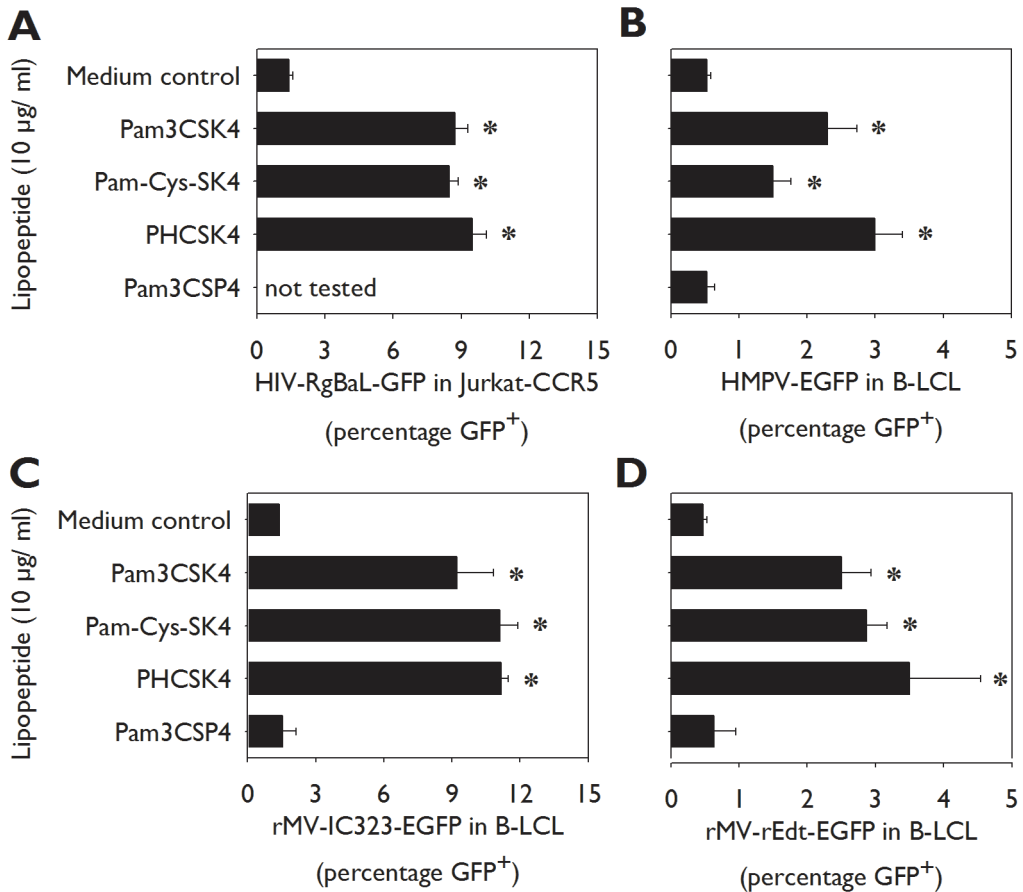 A
Lipopeptide (10 µg/ ml)
Medium control
Pam3CSK4
*
Pam-Cys-SK4
*
PHCSK4
*
Pam3CSP4
not tested
0 3 6 9 12 15
HIV-RgBaL-GFP in Jurkat-CCR5
(percentage GFP+)
B
*
*
*
0 1 2 3 4 5
HMPV-EGFP in B-LCL
(percentage GFP+)
C
Lipopeptide (10 µg/ ml)
Medium control
Pam3CSK4
*
Pam-Cys-SK4
*
PHCSK4
*
Pam3CSP4
0 3 6 9 12 15
rMV-IC323-EGFP in B-LCL
(percentage GFP+)
D
*
*
*
0 1 2 3 4 5
rMV-rEdt-EGFP in B-LCL
(percentage GFP+)